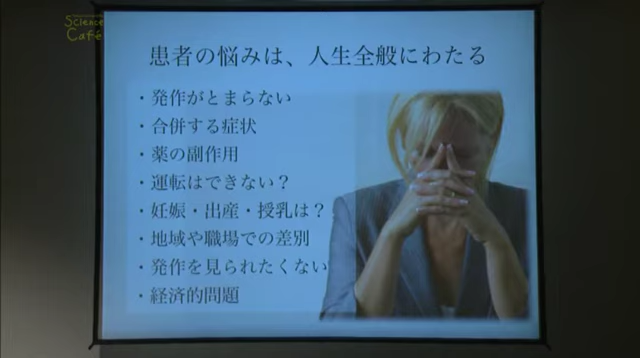 Science
Café
患者の悩みは、人生全般にわたる
・発作がとまらない
・合併する症状
・薬の副作用
・運転はできない？
・妊娠・出産・授乳は？
・地域や職場での差別
・発作を見られたくない
・経済的問題